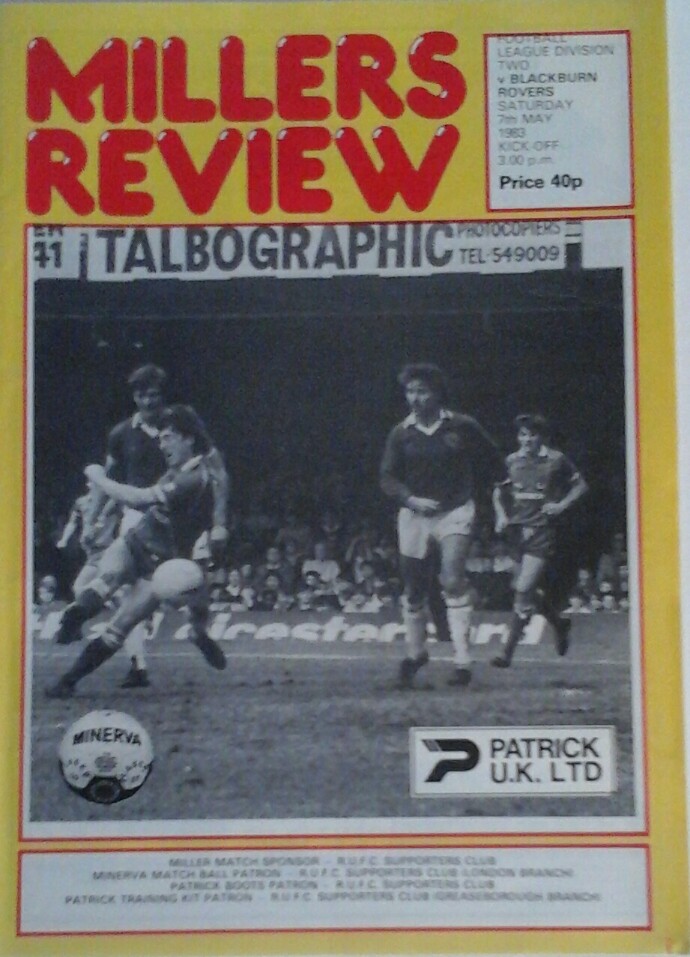 MILLERS
REVIEW
FOOTBALL
LEAGUE DIVISION
TWO
v BLACKBURN
ROVERS
SATURDAY
7th MAY
1983
KICK OFF
3.00 p.m.
Price 40p
41
TALBOGRAPHIC
PHOTOCOPIERS
TEL·549009
MINERVA
PATRICK
U.K. LTD
MILLER MATCH SPONSOR - R.U.F.C. SUPPORTERS CLUB
MINERVA MATCH BALL PATRON - R.U.F.C. SUPPORTERS CLUB (LONDON BRANCH)
PATRICK BOOTS PATRON - R.U.F.C. SUPPORTERS CLUB
PATRICK TRAINING KIT PATRON - R.U.F.C. SUPPORTERS CLUB (GREASEBOROUGH BRANCH)